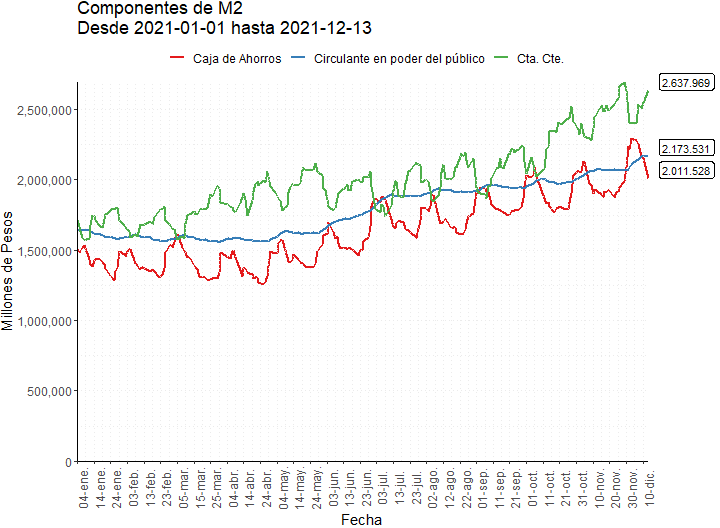 Componentes de M2
Desde 2021-01-01 hasta 2021-12-13
Caja de Ahorros
Circulante en poder del público
Cta. Cte.
Millones de Pesos
2,500,000
2,000,000
1,500,000
1,000,000
500,000
0
2.637.969
2.173.531
2.011.528
04-ene.
14-ene.
24-ene.
03-feb.
13-feb.
23-feb.
05-mar.
15-mar.
25-mar.
04-abr.
14-abr.
24-abr.
04-may.
14-may.
24-may.
03-jun.
13-jun.
23-jun.
03-jul.
13-jul.
23-jul.
02-ago.
12-ago.
22-ago.
01-sep.
11-sep.
21-sep.
01-oct.
11-oct.
21-oct.
31-oct.
10-nov.
20-nov.
30-nov.
10-dic.
Fecha